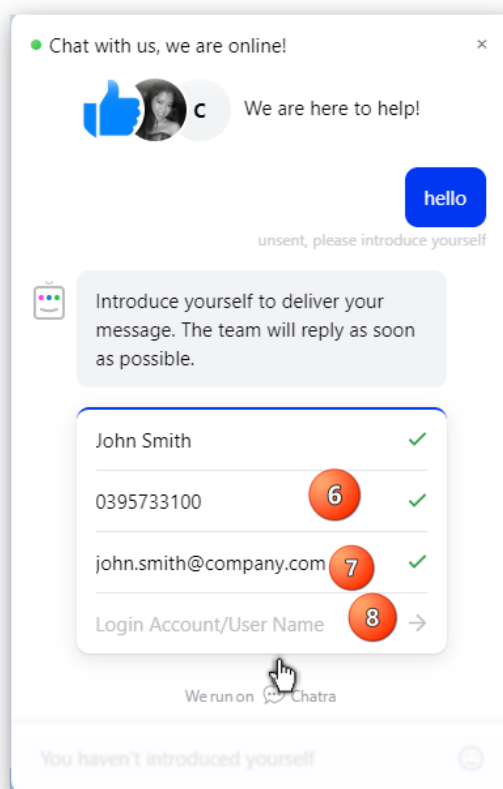 Chat with us, we are online!
×
C
We are here to help!
hello
unsent, please introduce yourself
Introduce yourself to deliver your
message. The team will reply as soon
as possible.
John Smith
0395733100
6
john.smith@company.com
7
Login Account/User Name
8
We run on Chatra
You haven't introduced yourself